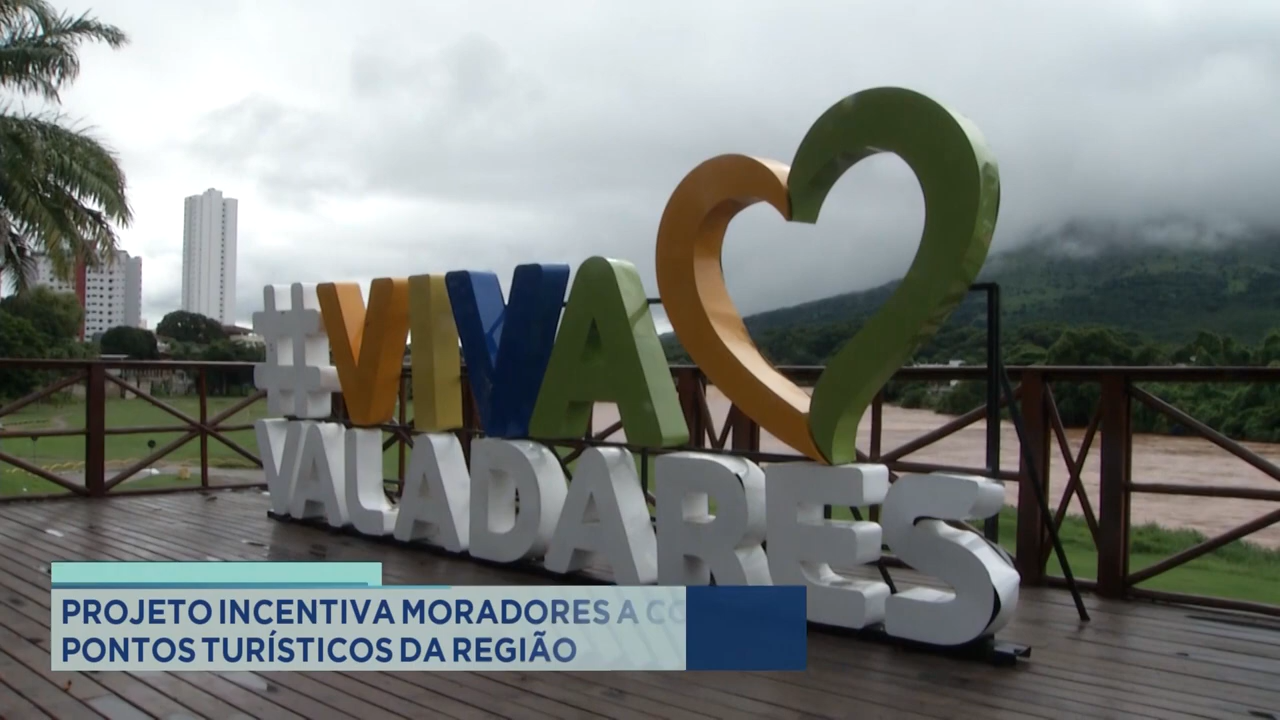 #VIVA
VALADARES
PROJETO INCENTIVA MORADORES A
PONTOS TURÍSTICOS DA REGIÃO